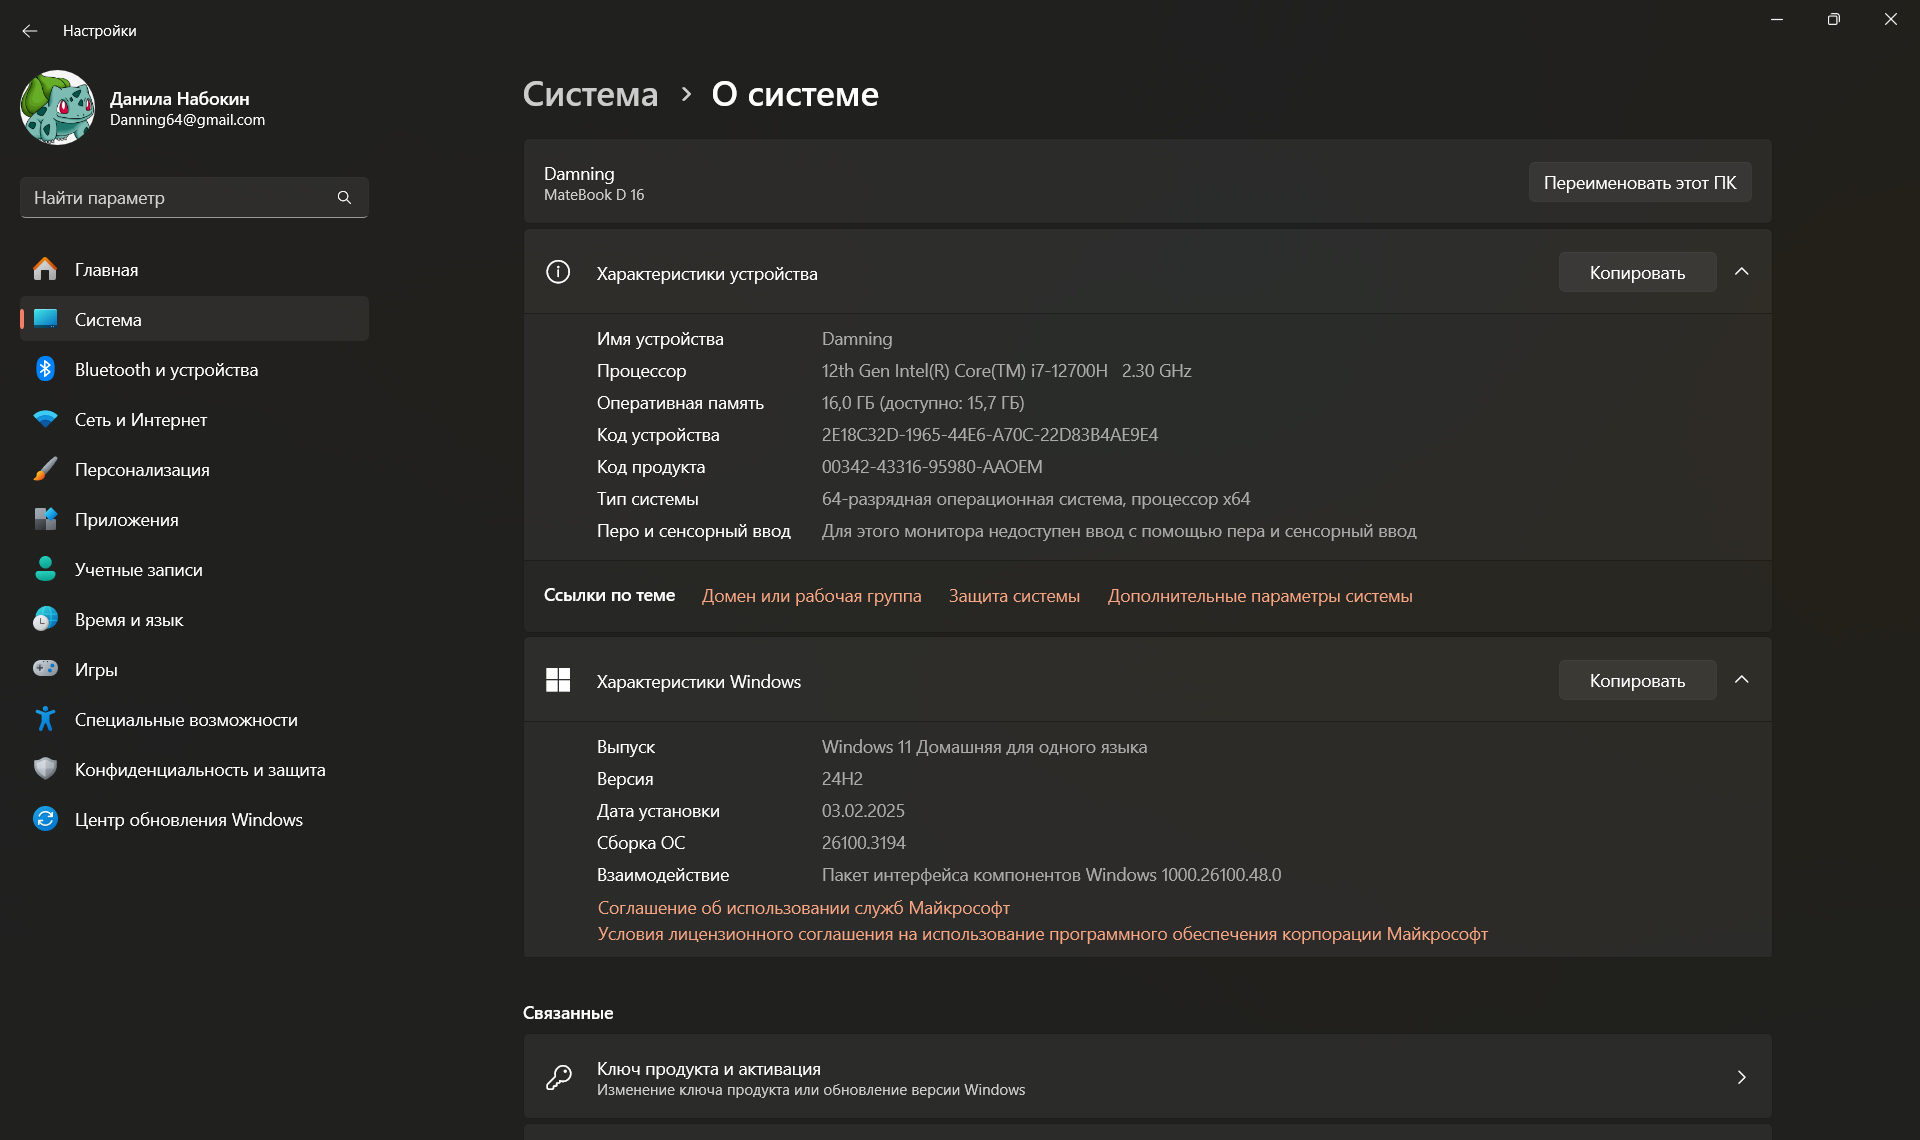 Настройки
Данила Набокин
Danning64@gmail.com
Найти параметр
Главная
Система
Bluetooth и устройства
Сеть и Интернет
Персонализация
Приложения
Учетные записи
Время и язык
Игры
Специальные возможности
Конфиденциальность и защита
Центр обновления Windows
Система › О системе
Damning
MateBook D 16
Переименовать этот ПК
Характеристики устройства
Копировать
Имя устройства Damning
Процессор 12th Gen Intel(R) Core(TM) i7-12700H 2.30 GHz
Оперативная память 16,0 ГБ (доступно: 15,7 ГБ)
Код устройства 2E18C32D-1965-44E6-A70C-22D83B4AE9E4
Код продукта 00342-43316-95980-AAOEM
Тип системы 64-разрядная операционная система, процессор x64
Перо и сенсорный ввод Для этого монитора недоступен ввод с помощью пера и сенсорный ввод
Ссылки по теме Домен или рабочая группа Защита системы Дополнительные параметры системы
Характеристики Windows
Копировать
Выпуск Windows 11 Домашняя для одного языка
Версия 24H2
Дата установки 03.02.2025
Сборка ОС 26100.3194
Взаимодействие Пакет интерфейса компонентов Windows 1000.26100.48.0
Соглашение об использовании служб Майкрософт
Условия лицензионного соглашения на использование программного обеспечения корпорации Майкрософт
Связанные
Ключ продукта и активация
Изменение ключа продукта или обновление версии Windows